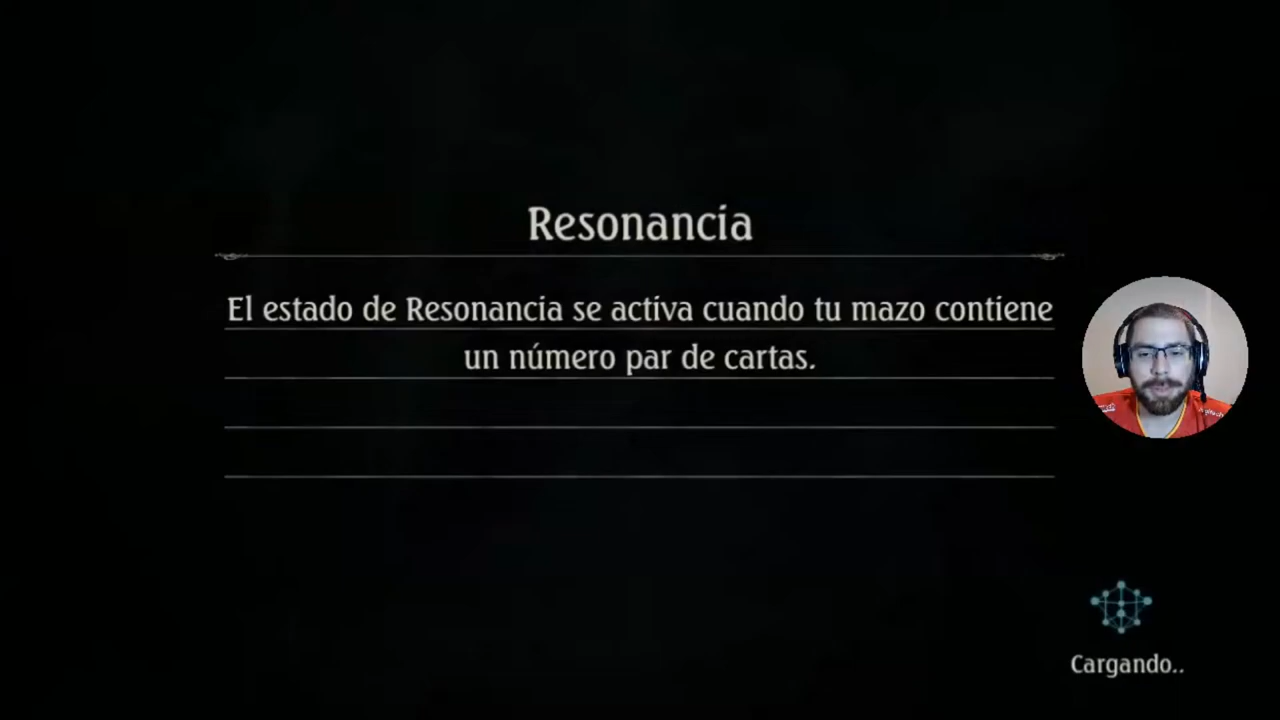 Resonancia
El estado de Resonancia se activa cuando tu mazo contiene
un número par de cartas.
Cargando..